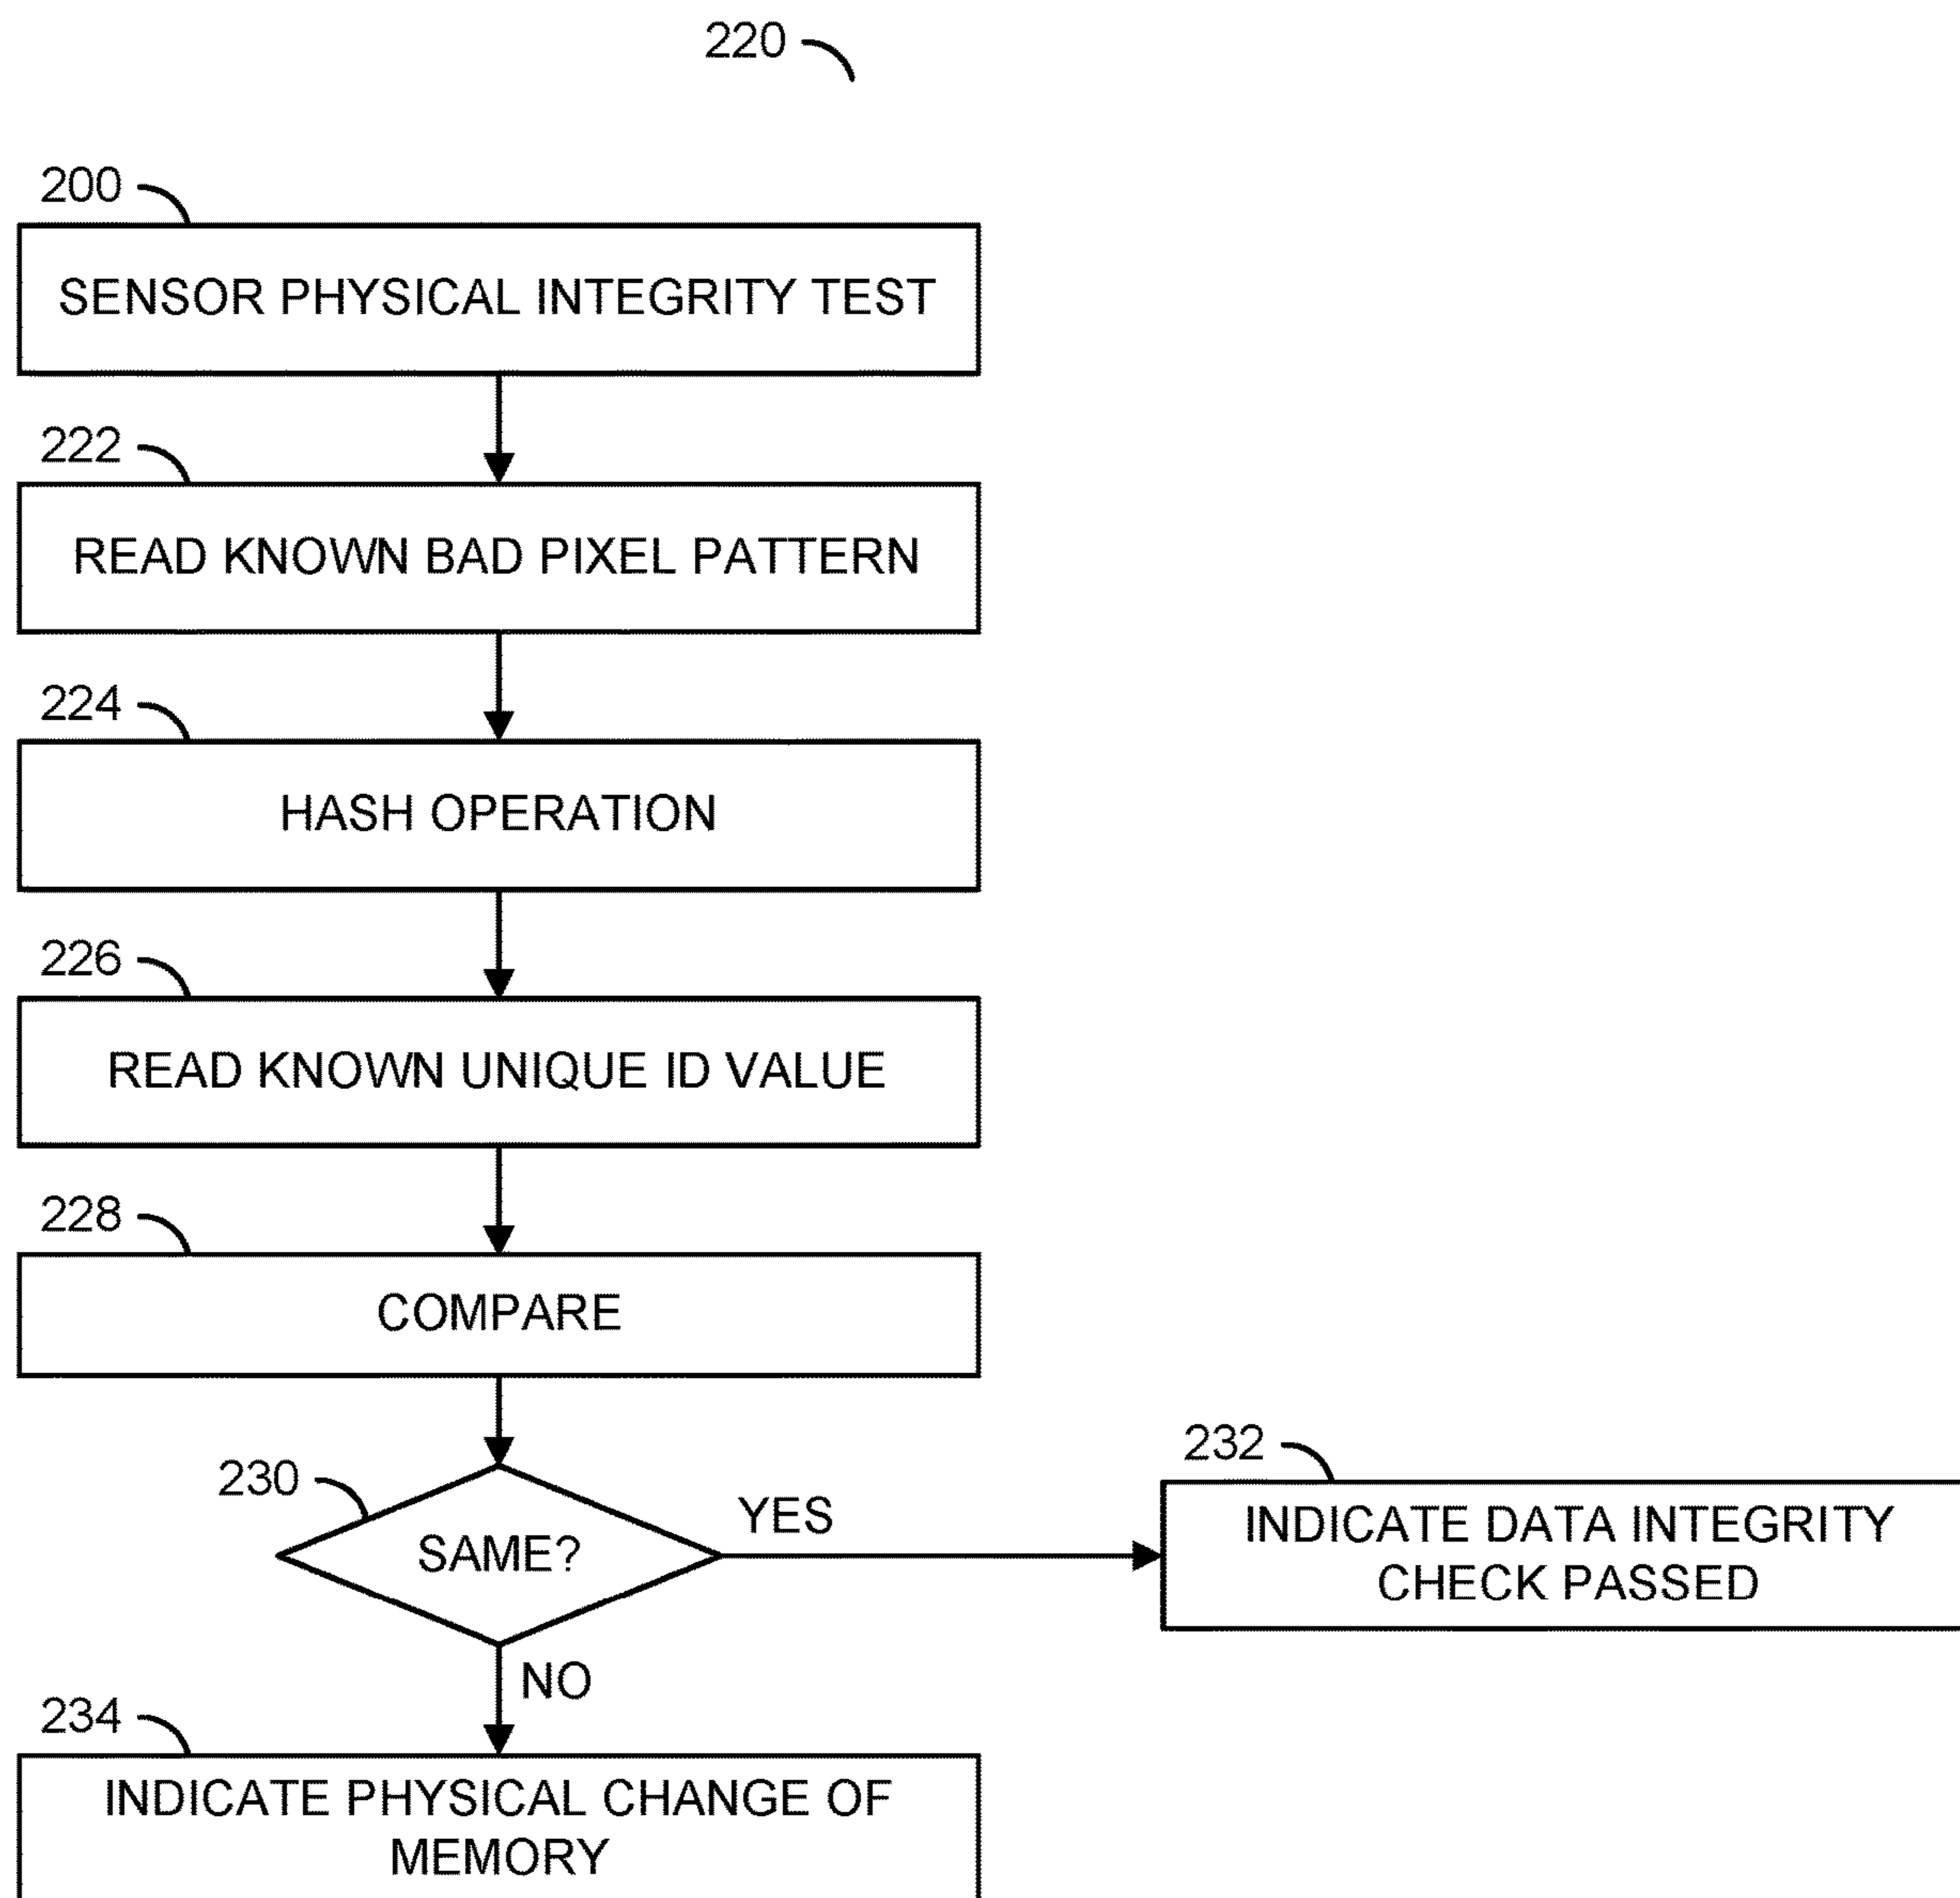 220
200
SENSOR PHYSICAL INTEGRITY TEST
222
READ KNOWN BAD PIXEL PATTERN
224
HASH OPERATION
226
READ KNOWN UNIQUE ID VALUE
228
COMPARE
230
SAME?
YES
232
INDICATE DATA INTEGRITY
CHECK PASSED
NO
234
INDICATE PHYSICAL CHANGE OF
MEMORY